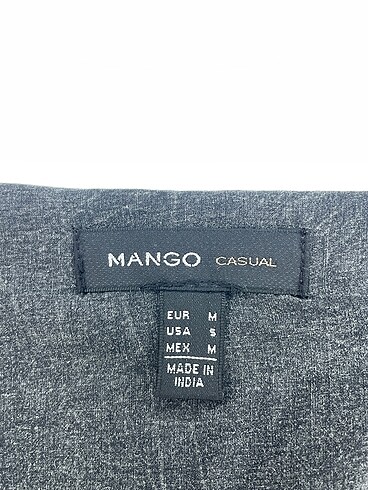 MANGO CASUAL
EUR M
USA S
MEX M
MADE IN
INDIA